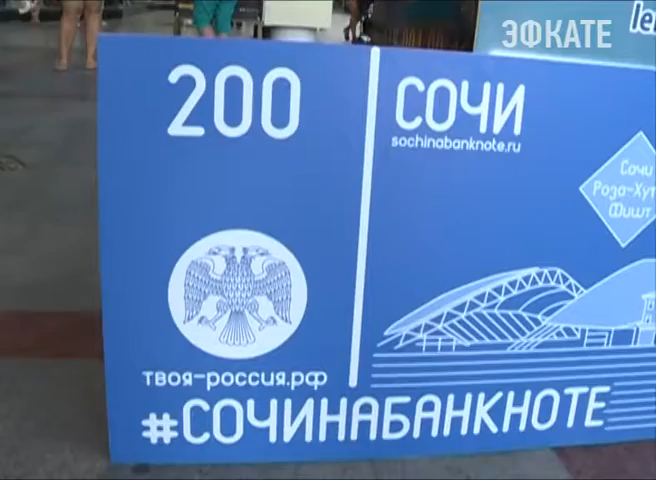 ЭФКАТЕ
200
СОЧИ
sochinabanknote.ru
Сочи
Роза-Хут
Фишт
твоя-россия.рф
#СОЧИНАБАНКНОТЕ